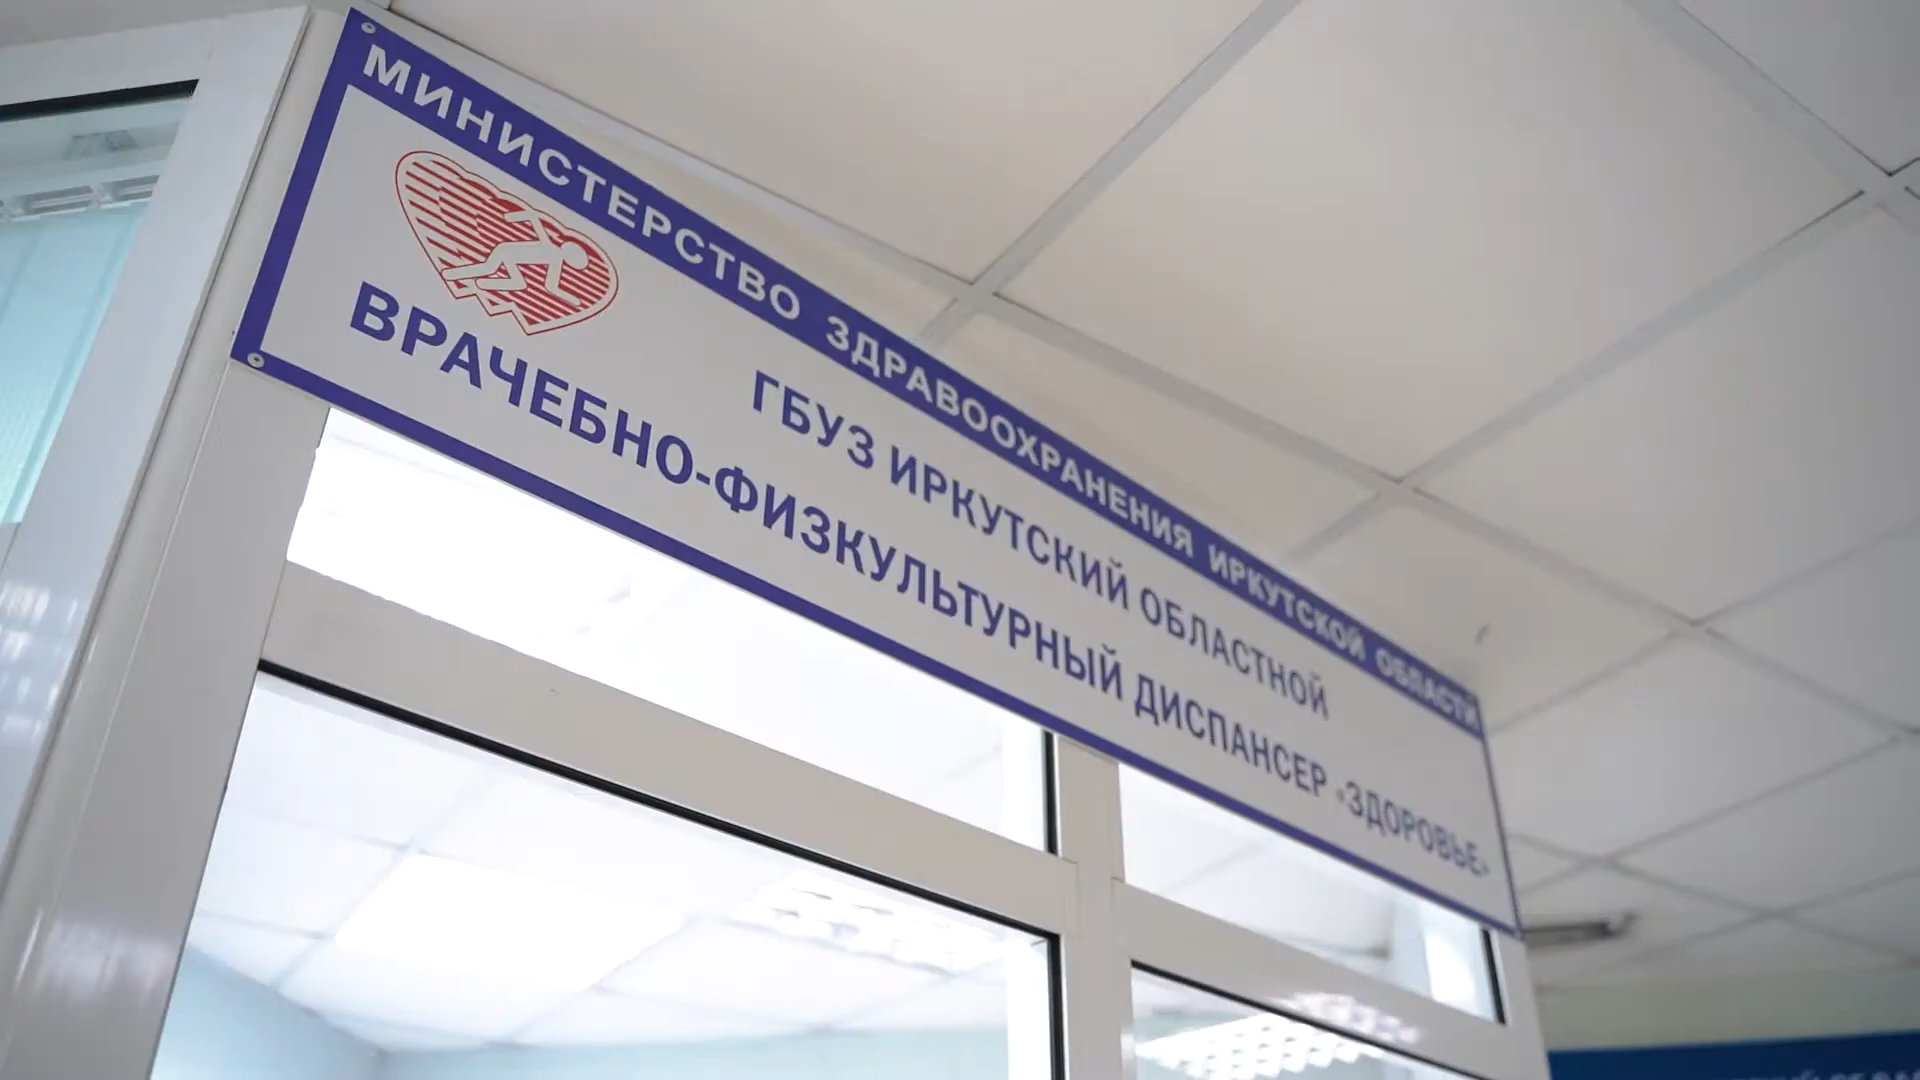 МИНИСТЕРСТВО ЗДРАВООХРАНЕНИЯ ИРКУТСКОЙ ОБЛАСТИ
ГБУЗ ИРКУТСКИЙ ОБЛАСТНОЙ
ВРАЧЕБНО-ФИЗКУЛЬТУРНЫЙ ДИСПАНСЕР «ЗДОРОВЬЕ»